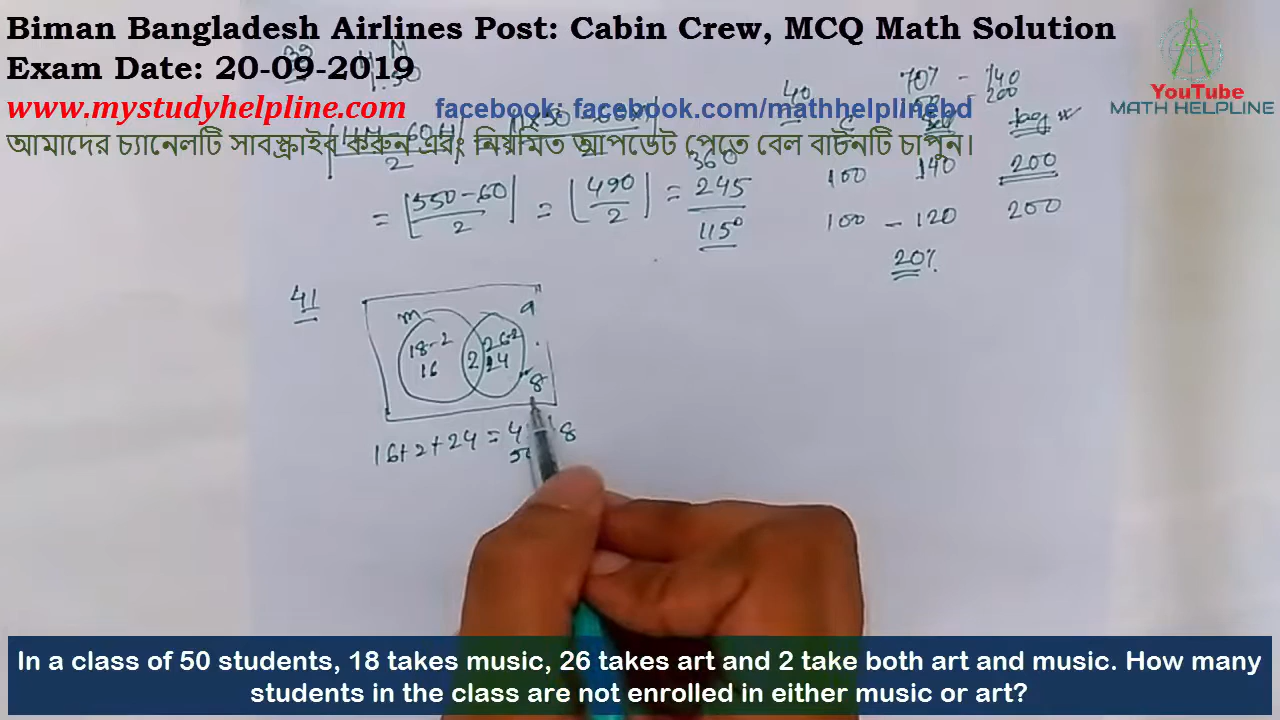 Biman Bangladesh Airlines Post: Cabin Crew, MCQ Math Solution
Exam Date: 20-09-2019
www.mystudyhelpline.com facebook: facebook.com/mathhelplinebd
আমাদের চ্যানেলটি সাবস্ক্রাইব করুন এবং নিয়মিত আপডেট পেতে বেল বাটনটি চাপুন।
YouTube
MATH HELPLINE
39
40
70% - 140
200
360
100 140 200
= |550-60/2| = |490/2| = 245
100 - 120 200
115°
20%
41
m a
18-2 26-2
16 2 24
8
16+2+24 = 4 8
In a class of 50 students, 18 takes music, 26 takes art and 2 take both art and music. How many
students in the class are not enrolled in either music or art?